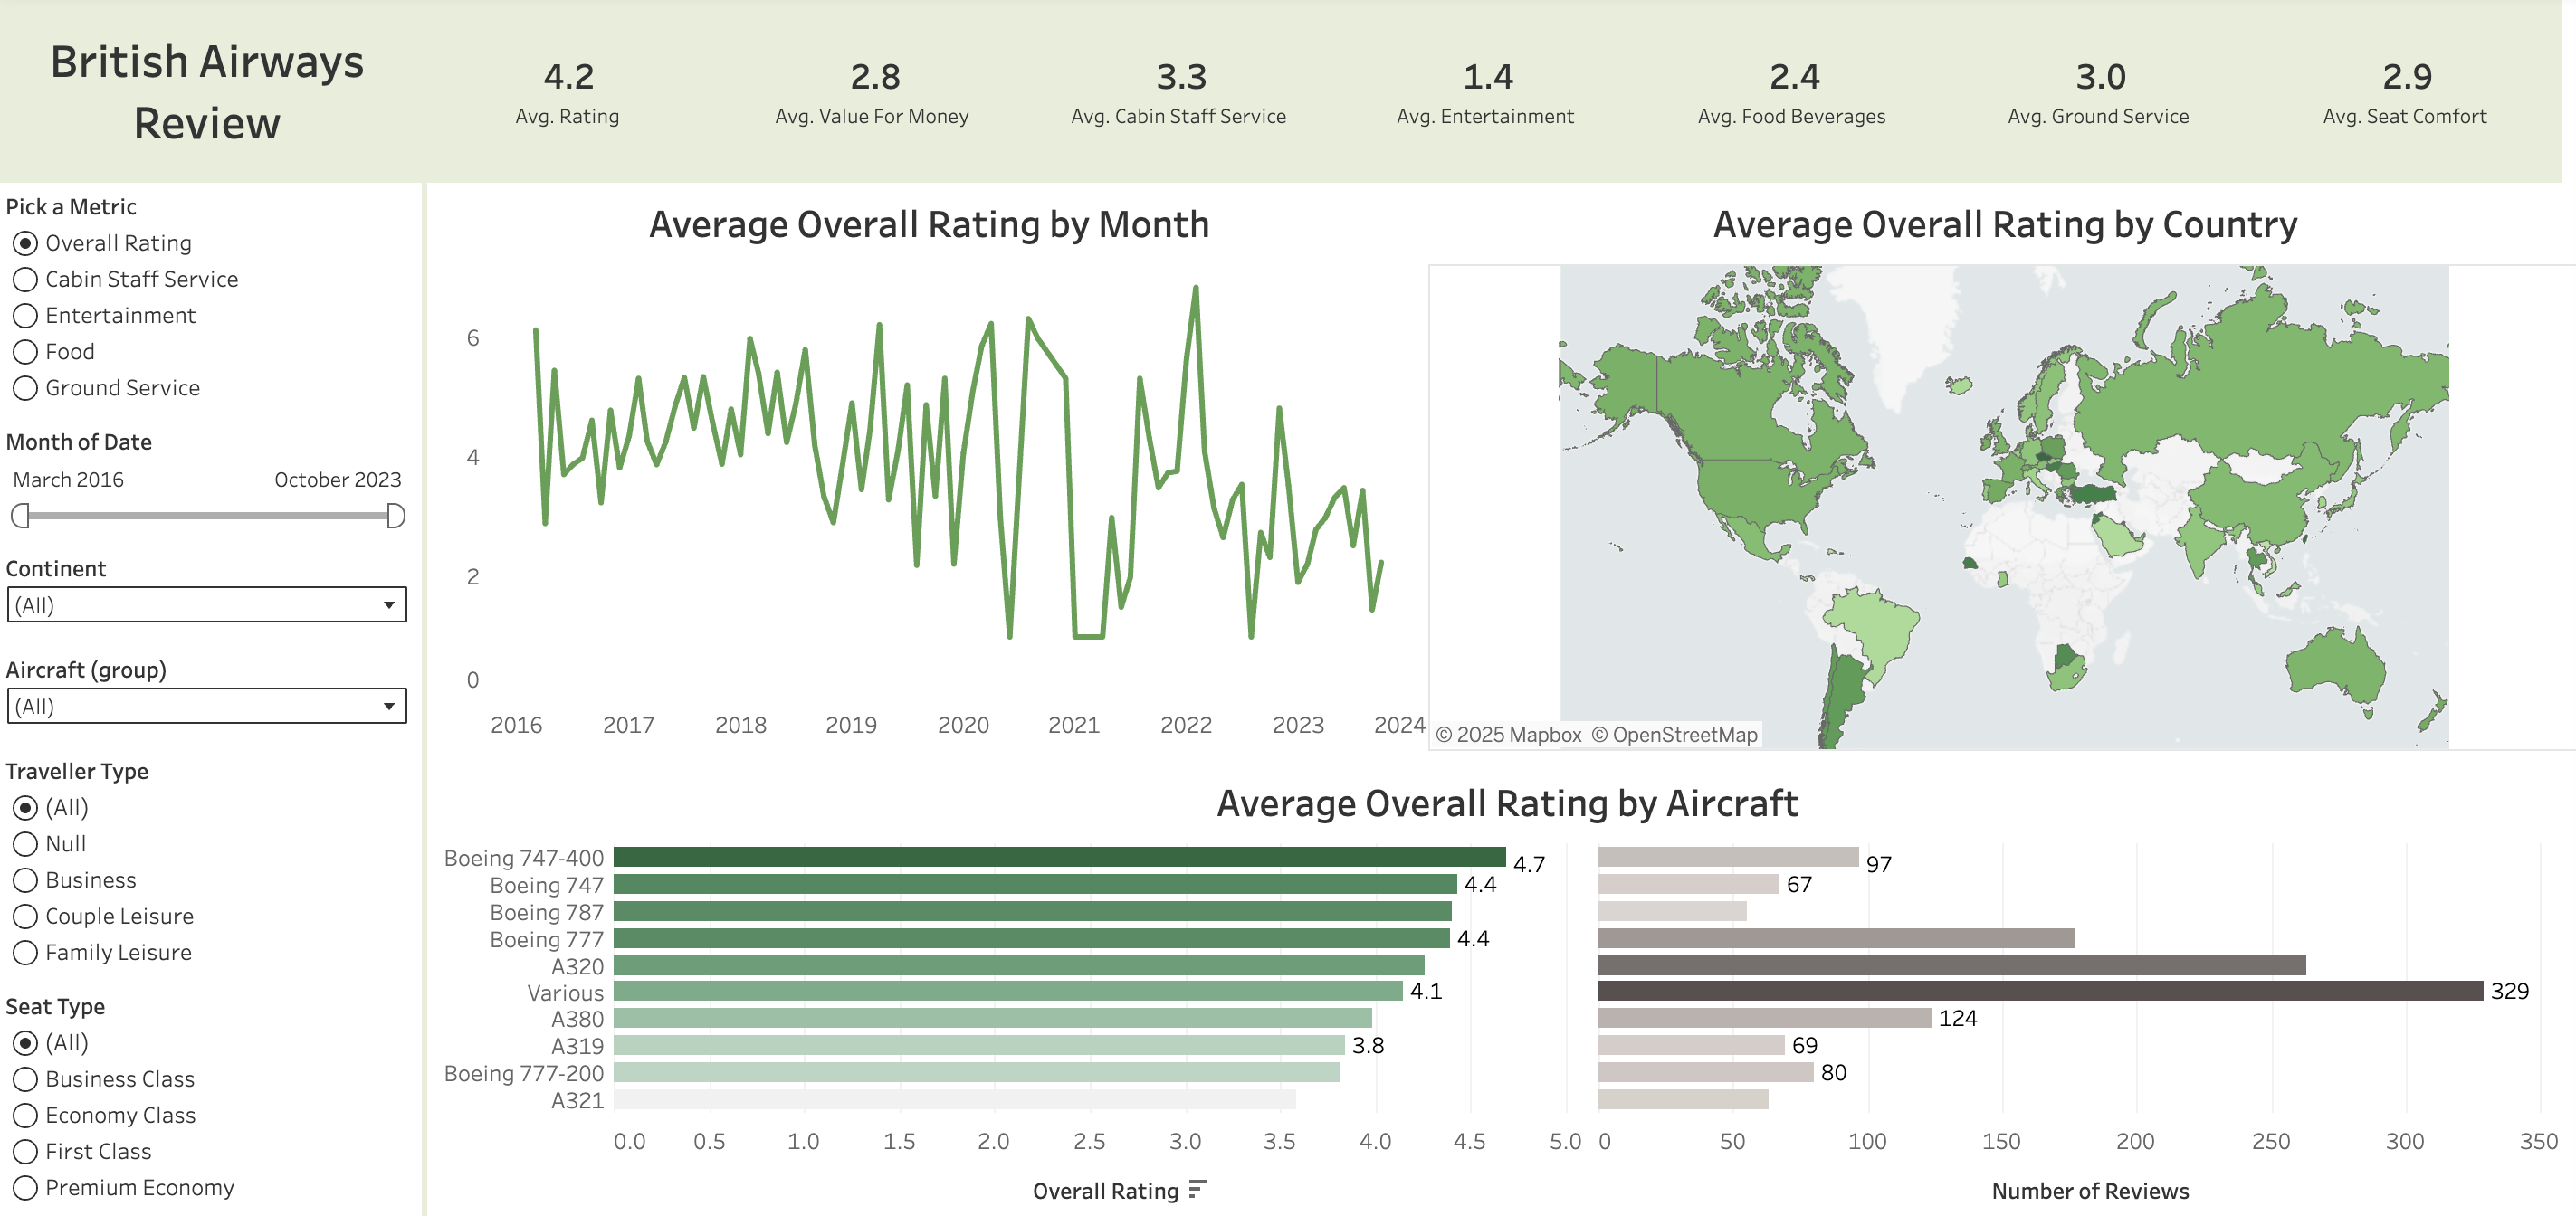 British Airways
Review
4.2
Avg. Rating
2.8
Avg. Value For Money
3.3
Avg. Cabin Staff Service
1.4
Avg. Entertainment
2.4
Avg. Food Beverages
3.0
Avg. Ground Service
2.9
Avg. Seat Comfort
Pick a Metric
Overall Rating
Cabin Staff Service
Entertainment
Food
Ground Service
Month of Date
March 2016 October 2023
Continent
(All)
Aircraft (group)
(All)
Traveller Type
(All)
Null
Business
Couple Leisure
Family Leisure
Seat Type
(All)
Business Class
Economy Class
First Class
Premium Economy
Average Overall Rating by Month
6
4
2
0
2016 2017 2018 2019 2020 2021 2022 2023 2024
Average Overall Rating by Country
© 2025 Mapbox © OpenStreetMap
Average Overall Rating by Aircraft
Boeing 747-400 4.7 97
Boeing 747 4.4 67
Boeing 787
Boeing 777 4.4
A320
Various 4.1 329
A380 124
A319 3.8 69
Boeing 777-200 80
A321
0.0 0.5 1.0 1.5 2.0 2.5 3.0 3.5 4.0 4.5 5.0 0 50 100 150 200 250 300 350
Overall Rating Number of Reviews